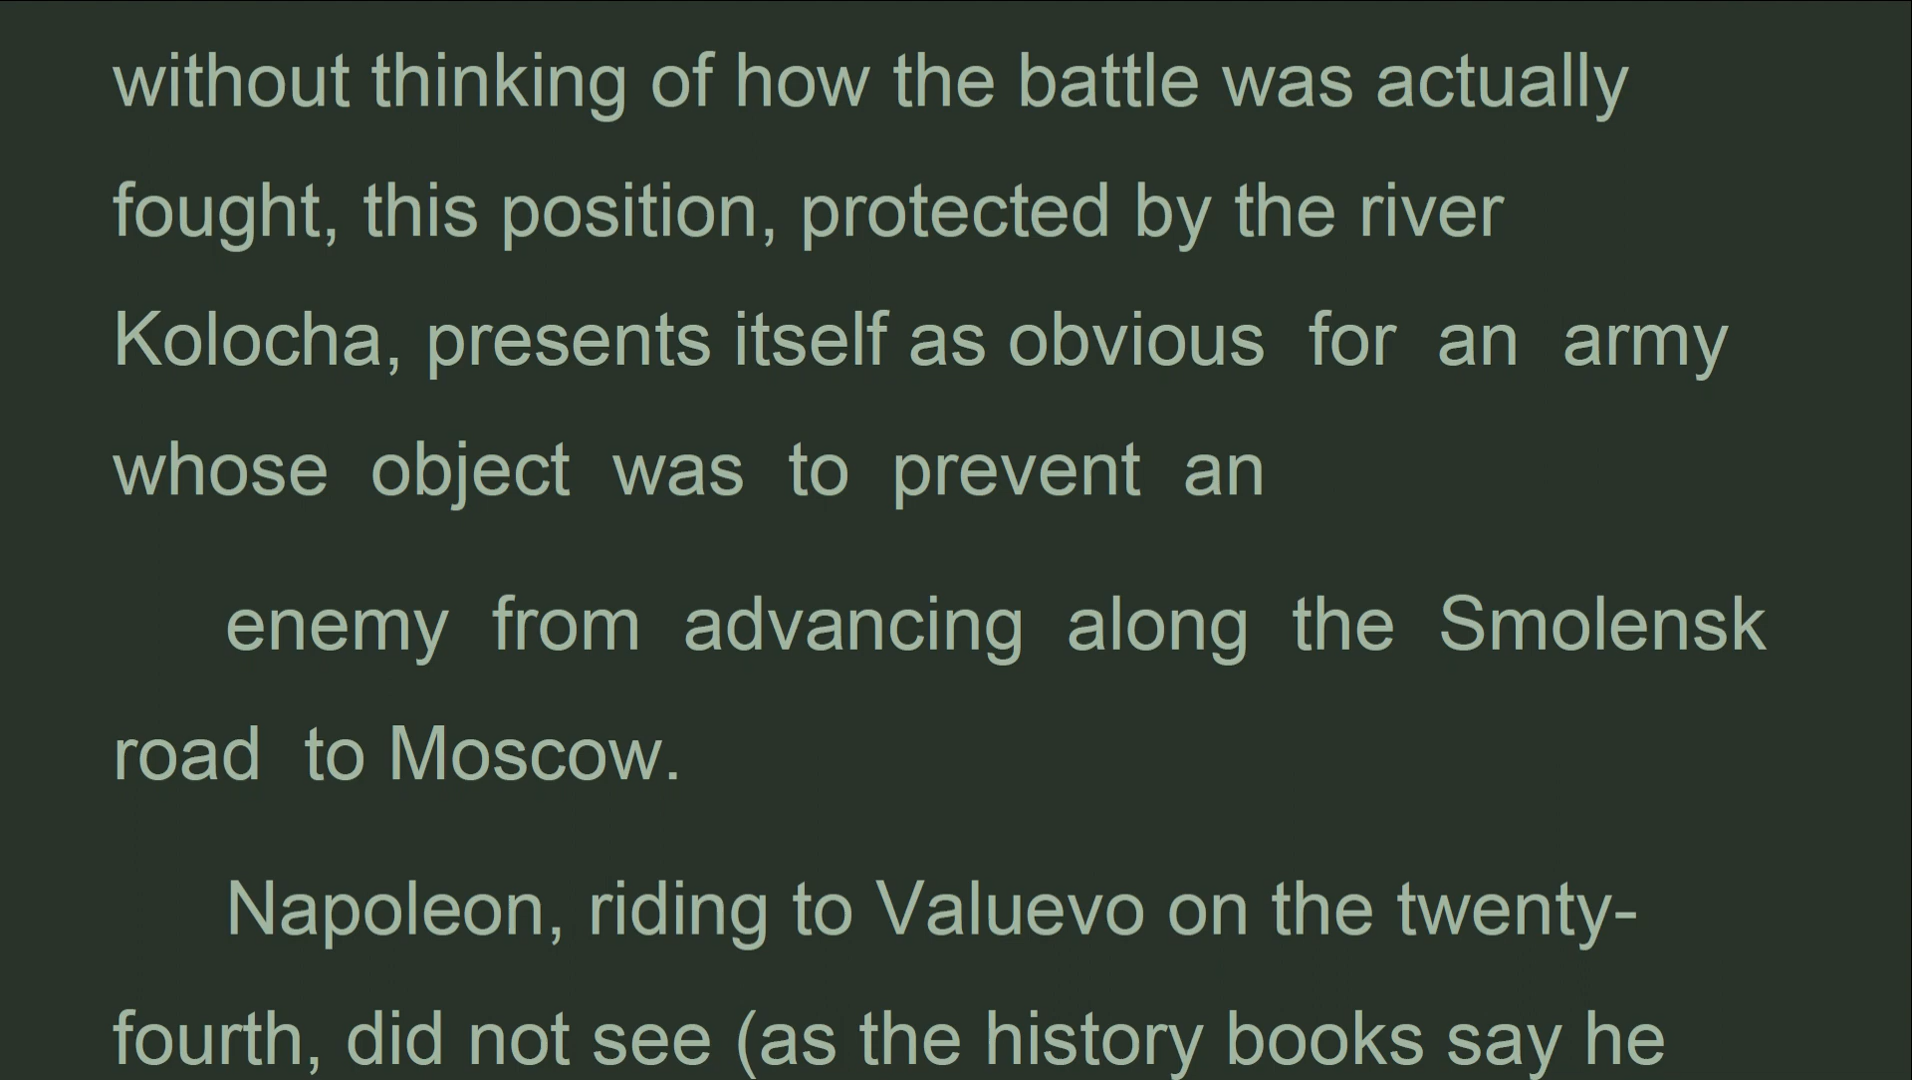 without thinking of how the battle was actually
fought, this position, protected by the river
Kolocha, presents itself as obvious for an army
whose object was to prevent an
enemy from advancing along the Smolensk
road to Moscow.
Napoleon, riding to Valuevo on the twenty-
fourth, did not see (as the history books say he